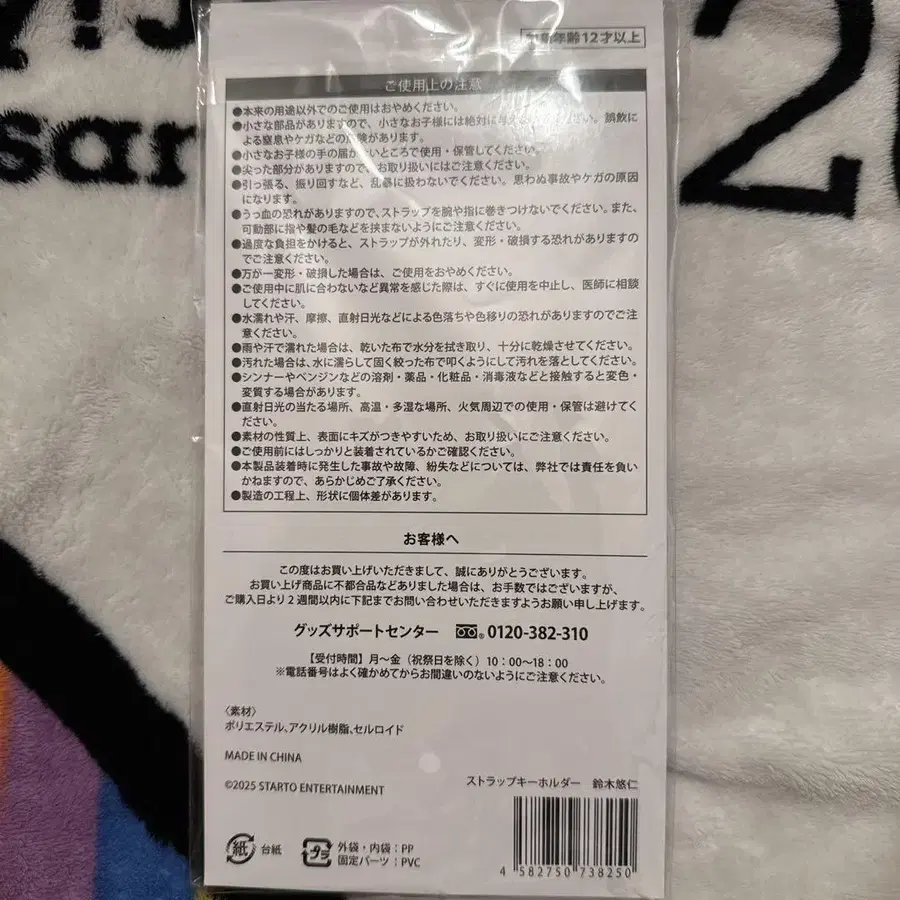 sar
2
年齢12才以上
ご使用上の注意
●本来の用途以外でのご使用はおやめください。
●小さな部品がありますので、小さなお子様には絶対に与えないでください。誤飲に
よる窒息やケガなどの危険があります。
●小さなお子様の手の届かないところで使用・保管してください。
●尖った部分がありますので、お取り扱いにはご注意ください。
●引っ張る、振り回すなど、乱暴に扱わないでください。思わぬ事故やケガの原因
になります。
●うっ血の恐れがありますので、ストラップを腕や指に巻きつけないでください。また、
可動部に指や髪の毛などを挟まないようにご注意ください。
●過度な負担をかけると、ストラップが外れたり、変形・破損する恐れがありますの
でご注意ください。
●万が一変形・破損した場合は、ご使用をおやめください。
●ご使用中に肌に合わないなど異常を感じた際は、すぐに使用を中止し、医師に相談
してください。
●水濡れや汗、摩擦、直射日光などによる色落ちや色移りの恐れがありますのでご注
意ください。
●雨や汗で濡れた場合は、乾いた布で水分を拭き取り、十分に乾燥させてください。
●汚れた場合は、水に濡らして固く絞った布で叩くようにして汚れを落としてください。
●シンナーやベンジンなどの溶剤・薬品・化粧品・消毒液などと接触すると変色・
変質する場合があります。
●直射日光の当たる場所、高温・多湿な場所、火気周辺での使用・保管は避けてく
ださい。
●素材の性質上、表面にキズがつきやすいため、お取り扱いにご注意ください。
●ご使用前にはしっかりと装着されているかご確認ください。
●本製品装着時に発生した事故や故障、紛失などについては、弊社では責任を負い
かねますので、あらかじめご了承ください。
●製造の工程上、形状に個体差があります。
お客様へ
この度はお買い上げいただきまして、誠にありがとうございます。
お買い上げ商品に不都合品などありました場合は、お手数ではございますが、
ご購入日より2週間以内に下記までお問い合わせいただきますようお願い申し上げます。
グッズサポートセンター 0120-382-310
【受付時間】月〜金（祝祭日を除く）10：00〜18：00
※電話番号はよく確かめてからお間違いのないようにご注意ください。
〈素材〉
ポリエステル、アクリル樹脂、セルロイド
MADE IN CHINA
©2025 STARTO ENTERTAINMENT
ストラップキーホルダー 鈴木悠仁
紙 台紙
プラ 外袋・内袋：PP
固定パーツ：PVC
4 582750 738250